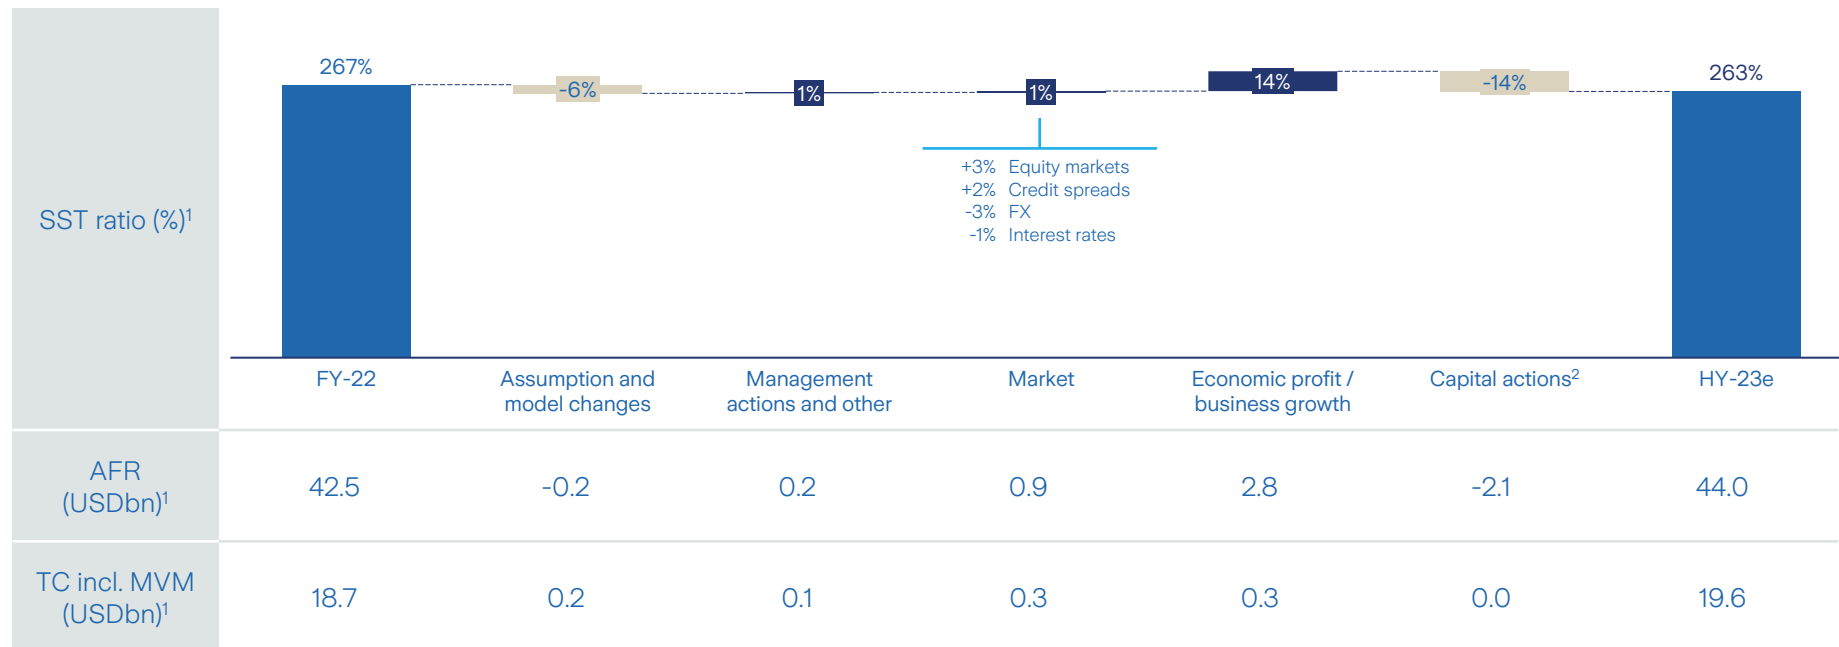 SST ratio (%)1
267%
-6%
1%
1%
14%
-14%
263%
+3% Equity markets
+2% Credit spreads
-3% FX
-1% Interest rates
FY-22
Assumption and
model changes
Management
actions and other
Market
Economic profit /
business growth
Capital actions2
HY-23e
AFR
(USDbn)1
42.5
-0.2
0.2
0.9
2.8
-2.1
44.0
TC incl. MVM
(USDbn)1
18.7
0.2
0.1
0.3
0.3
0.0
19.6